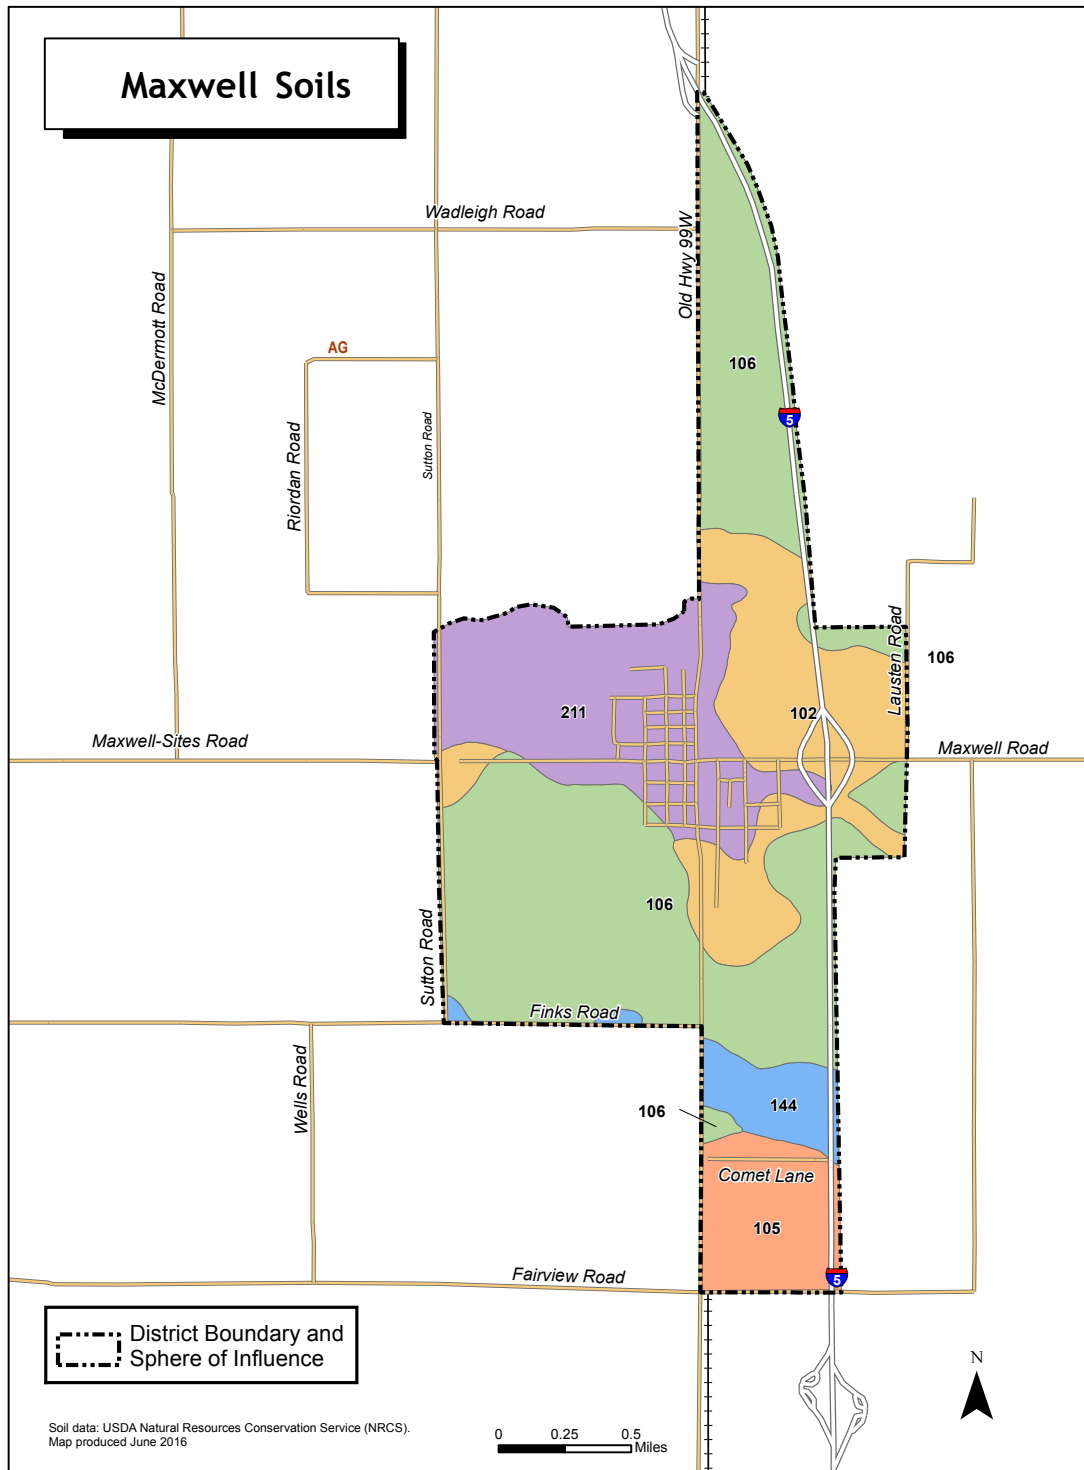 Maxwell Soils
Wadleigh Road
Old Hwy 99W
McDermott Road
AG
106
5
Riordan Road
Sutton Road
Lausten Road
106
211
102
Maxwell-Sites Road
Maxwell Road
106
Sutton Road
Finks Road
Wells Road
144
106
Comet Lane
105
Fairview Road
5
District Boundary and
Sphere of Influence
N
Soil data: USDA Natural Resources Conservation Service (NRCS).
Map produced June 2016
0 0.25 0.5
Miles